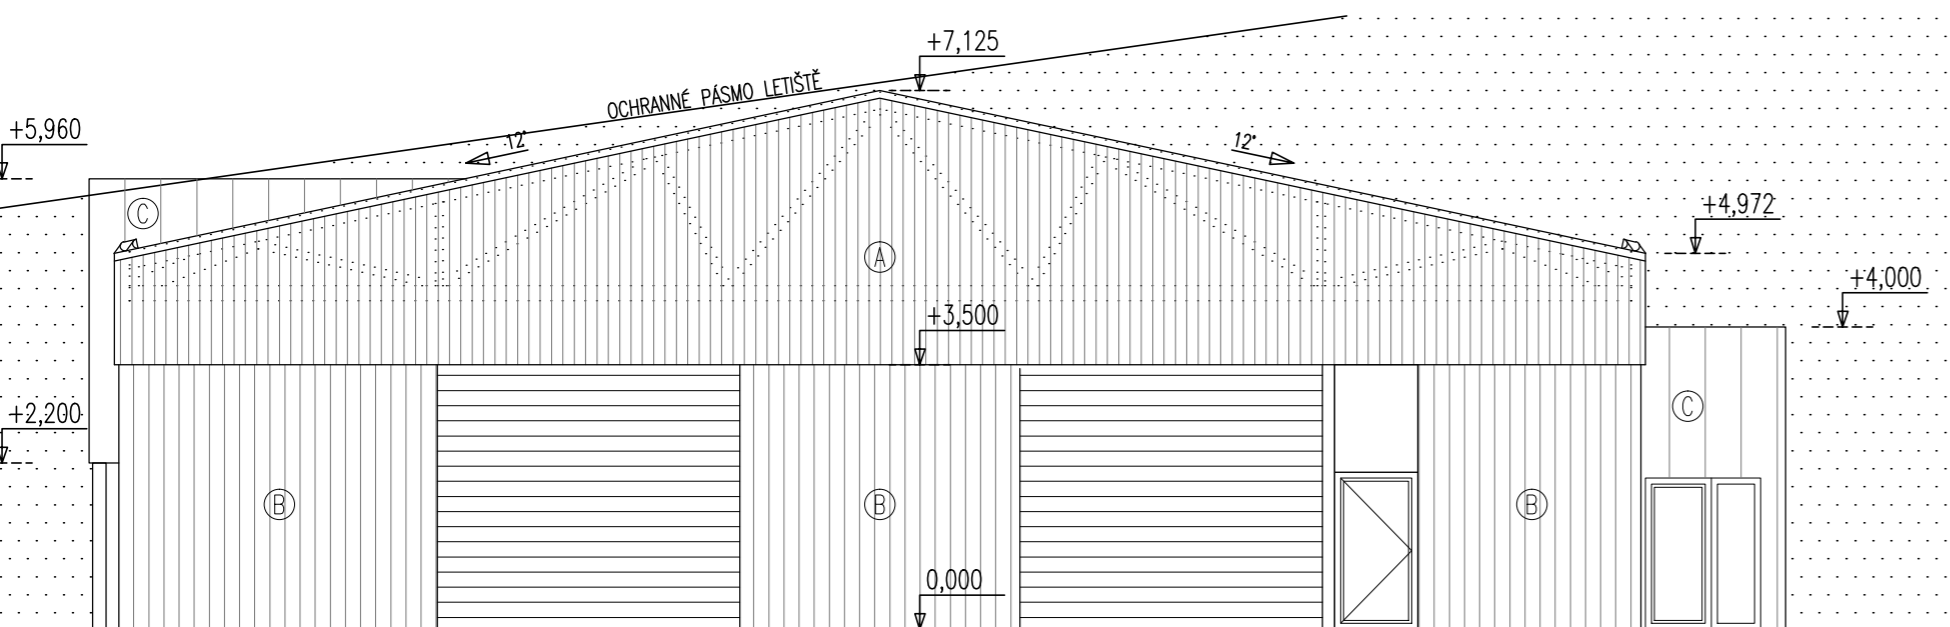 +7,125
OCHRANNÉ PÁSMO LETIŠTĚ
+5,960
12°
12°
+4,972
C
A
+4,000
+3,500
C
+2,200
B
B
B
0,000